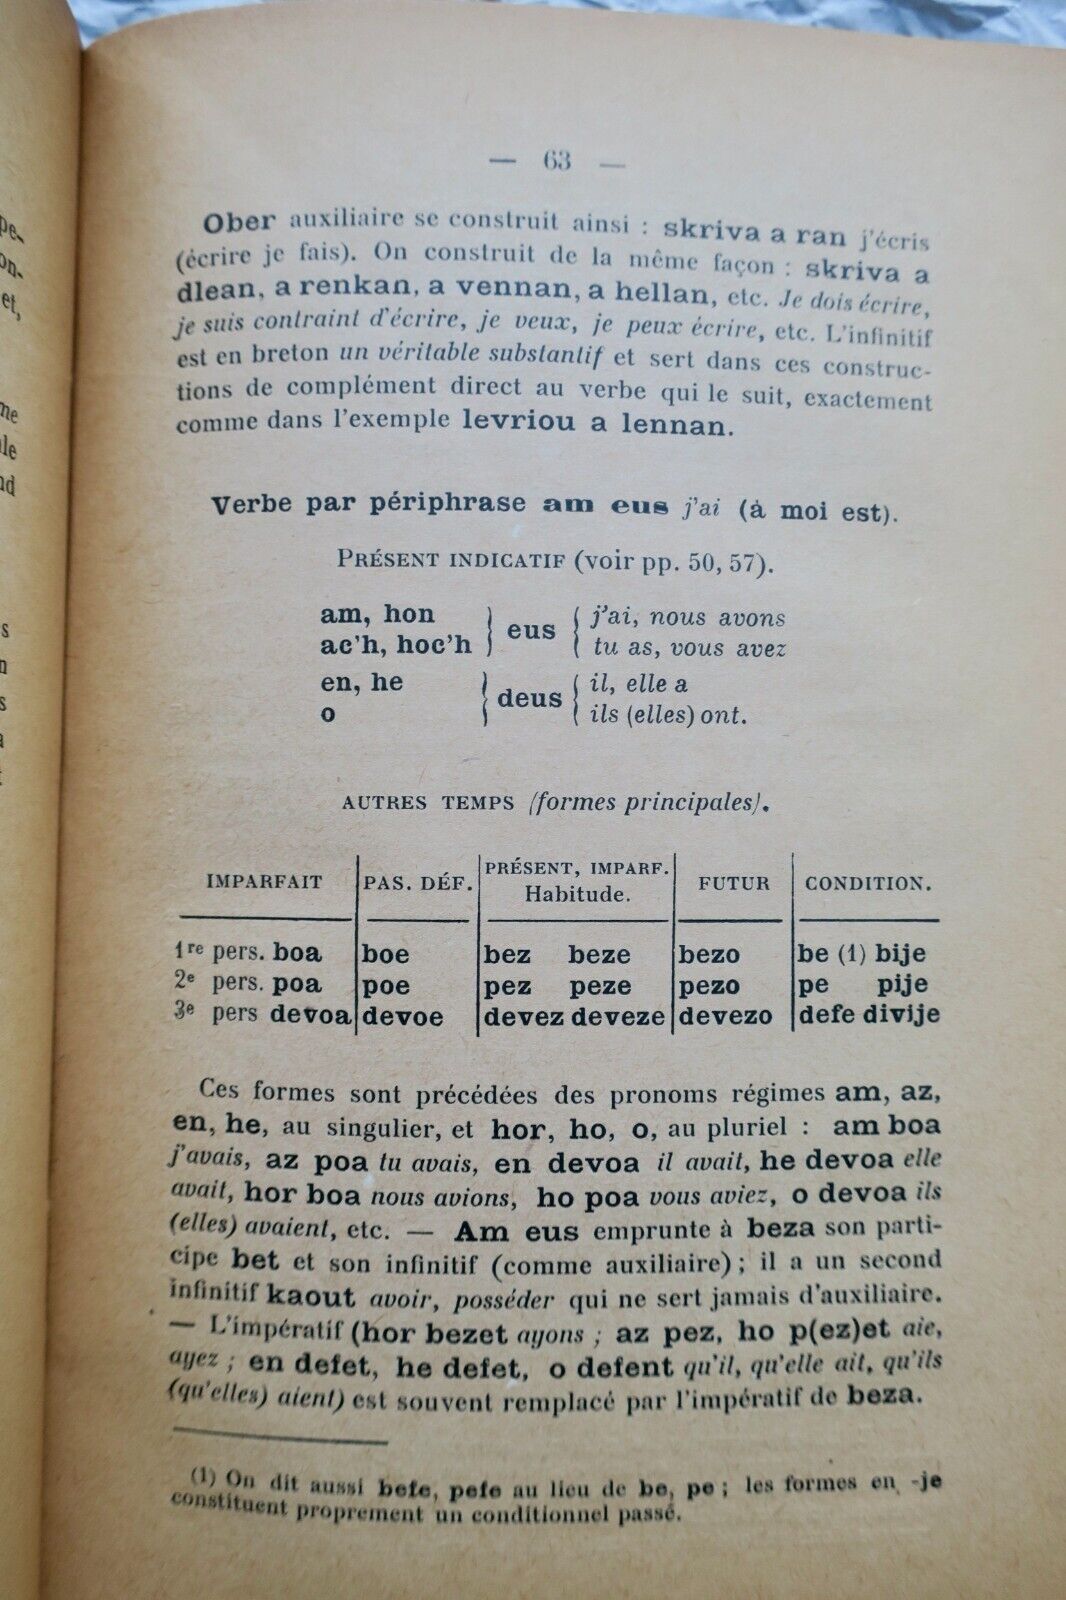 — 63 —
Ober auxiliaire se construit ainsi : skriva a ran j'écris
(écrire je fais). On construit de la même façon : skriva a
dlean, a renkan, a vennan, a hellan, etc. Je dois écrire,
je suis contraint d'écrire, je veux, je peux écrire, etc. L'infinitif
est en breton un véritable substantif et sert dans ces construc-
tions de complément direct au verbe qui le suit, exactement
comme dans l'exemple levriou a lennan.
Verbe par périphrase am eus j'ai (à moi est).
PRÉSENT INDICATIF (voir pp. 50, 57).
am, hon } eus { j'ai, nous avons
ac'h, hoc'h } eus { tu as, vous avez
en, he } deus { il, elle a
o } deus { ils (elles) ont.
AUTRES TEMPS (formes principales).
IMPARFAIT | PAS. DÉF. | PRÉSENT, IMPARF. Habitude. | FUTUR | CONDITION.
1re pers. boa | boe | bez beze | bezo | be (1) bije
2e pers. poa | poe | pez peze | pezo | pe pije
3e pers devoa | devoe | devez deveze | devezo | defe divije
Ces formes sont précédées des pronoms régimes am, az,
en, he, au singulier, et hor, ho, o, au pluriel : am boa
j'avais, az poa tu avais, en devoa il avait, he devoa elle
avait, hor boa nous avions, ho poa vous aviez, o devoa ils
(elles) avaient, etc. — Am eus emprunte à beza son parti-
cipe bet et son infinitif (comme auxiliaire) ; il a un second
infinitif kaout avoir, posséder qui ne sert jamais d'auxiliaire.
— L'impératif (hor bezet ayons ; az pez, ho p(ez)et aie,
ayez ; en defet, he defet, o defent qu'il, qu'elle ait, qu'ils
(qu'elles) aient) est souvent remplacé par l'impératif de beza.
(1) On dit aussi befe, pefe au lieu de be, pe ; les formes en -je
constituent proprement un conditionnel passé.